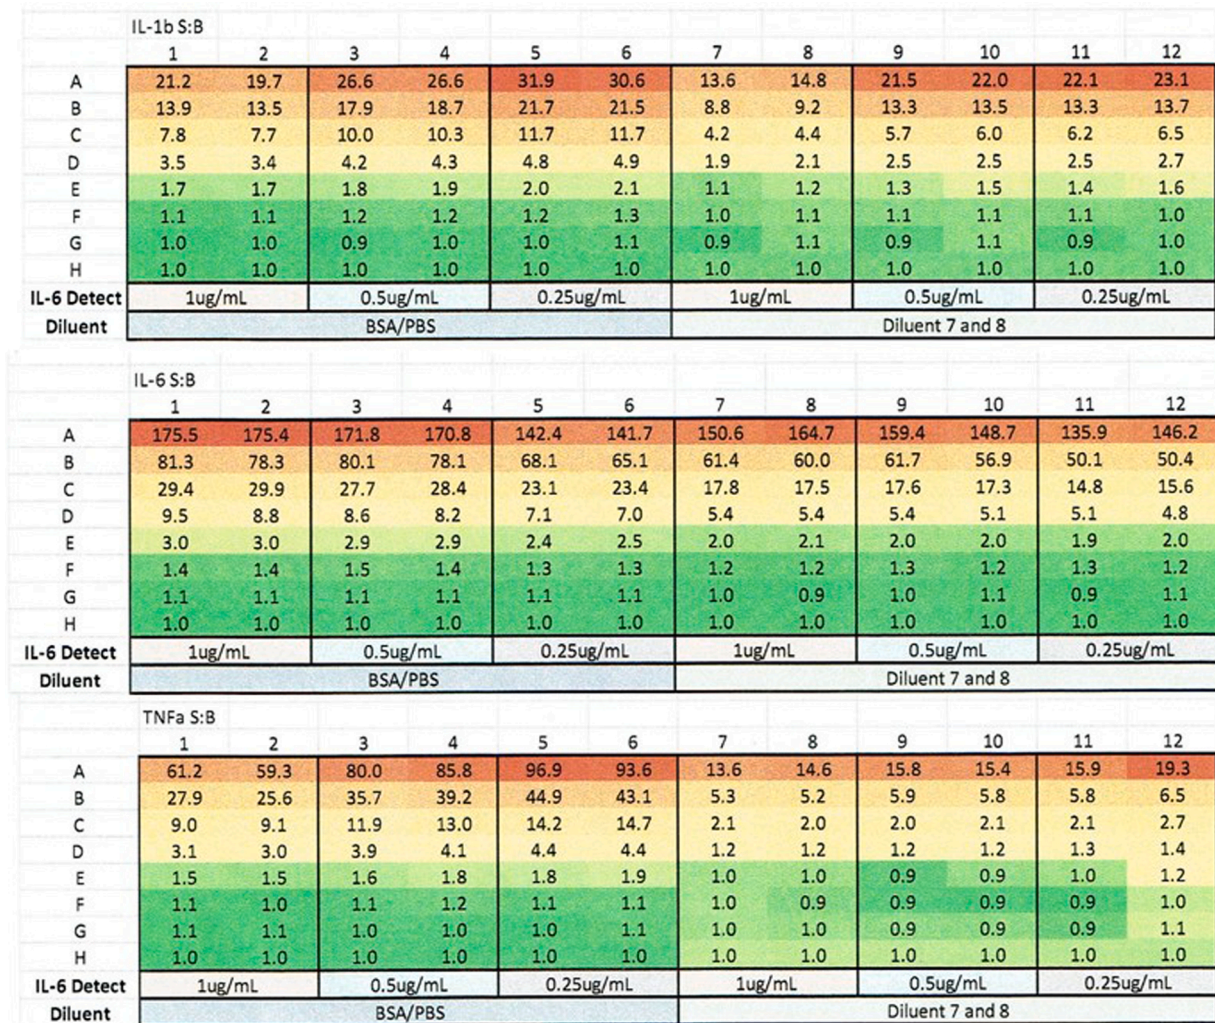 IL-1b S:B
1 2 3 4 5 6 7 8 9 10 11 12
A 21.2 19.7 26.6 26.6 31.9 30.6 13.6 14.8 21.5 22.0 22.1 23.1
B 13.9 13.5 17.9 18.7 21.7 21.5 8.8 9.2 13.3 13.5 13.3 13.7
C 7.8 7.7 10.0 10.3 11.7 11.7 4.2 4.4 5.7 6.0 6.2 6.5
D 3.5 3.4 4.2 4.3 4.8 4.9 1.9 2.1 2.5 2.5 2.5 2.7
E 1.7 1.7 1.8 1.9 2.0 2.1 1.1 1.2 1.3 1.5 1.4 1.6
F 1.1 1.1 1.2 1.2 1.2 1.3 1.0 1.1 1.1 1.1 1.1 1.0
G 1.0 1.0 0.9 1.0 1.0 1.1 0.9 1.1 0.9 1.1 0.9 1.0
H 1.0 1.0 1.0 1.0 1.0 1.0 1.0 1.0 1.0 1.0 1.0 1.0
IL-6 Detect 1ug/mL 0.5ug/mL 0.25ug/mL 1ug/mL 0.5ug/mL 0.25ug/mL
Diluent BSA/PBS Diluent 7 and 8
IL-6 S:B
1 2 3 4 5 6 7 8 9 10 11 12
A 175.5 175.4 171.8 170.8 142.4 141.7 150.6 164.7 159.4 148.7 135.9 146.2
B 81.3 78.3 80.1 78.1 68.1 65.1 61.4 60.0 61.7 56.9 50.1 50.4
C 29.4 29.9 27.7 28.4 23.1 23.4 17.8 17.5 17.6 17.3 14.8 15.6
D 9.5 8.8 8.6 8.2 7.1 7.0 5.4 5.4 5.4 5.1 5.1 4.8
E 3.0 3.0 2.9 2.9 2.4 2.5 2.0 2.1 2.0 2.0 1.9 2.0
F 1.4 1.4 1.5 1.4 1.3 1.3 1.2 1.2 1.3 1.2 1.3 1.2
G 1.1 1.1 1.1 1.1 1.1 1.1 1.0 0.9 1.0 1.1 0.9 1.1
H 1.0 1.0 1.0 1.0 1.0 1.0 1.0 1.0 1.0 1.0 1.0 1.0
IL-6 Detect 1ug/mL 0.5ug/mL 0.25ug/mL 1ug/mL 0.5ug/mL 0.25ug/mL
Diluent BSA/PBS Diluent 7 and 8
TNFa S:B
1 2 3 4 5 6 7 8 9 10 11 12
A 61.2 59.3 80.0 85.8 96.9 93.6 13.6 14.6 15.8 15.4 15.9 19.3
B 27.9 25.6 35.7 39.2 44.9 43.1 5.3 5.2 5.9 5.8 5.8 6.5
C 9.0 9.1 11.9 13.0 14.2 14.7 2.1 2.0 2.0 2.1 2.1 2.7
D 3.1 3.0 3.9 4.1 4.4 4.4 1.2 1.2 1.2 1.2 1.3 1.4
E 1.5 1.5 1.6 1.8 1.8 1.9 1.0 1.0 0.9 0.9 1.0 1.2
F 1.1 1.0 1.1 1.2 1.1 1.1 1.0 0.9 0.9 0.9 0.9 1.0
G 1.1 1.1 1.0 1.0 1.0 1.1 1.0 1.0 0.9 0.9 0.9 1.1
H 1.0 1.0 1.0 1.0 1.0 1.0 1.0 1.0 1.0 1.0 1.0 1.0
IL-6 Detect 1ug/mL 0.5ug/mL 0.25ug/mL 1ug/mL 0.5ug/mL 0.25ug/mL
Diluent BSA/PBS Diluent 7 and 8